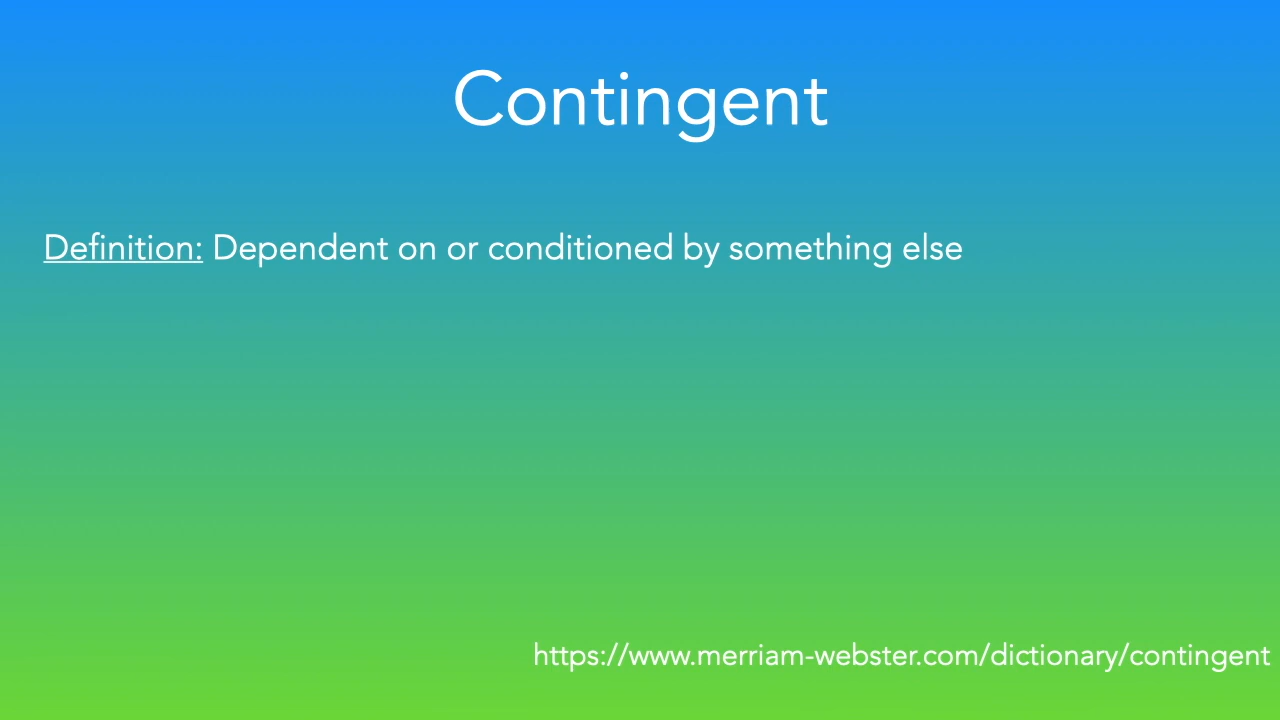 Contingent
Definition: Dependent on or conditioned by something else
https://www.merriam-webster.com/dictionary/contingent